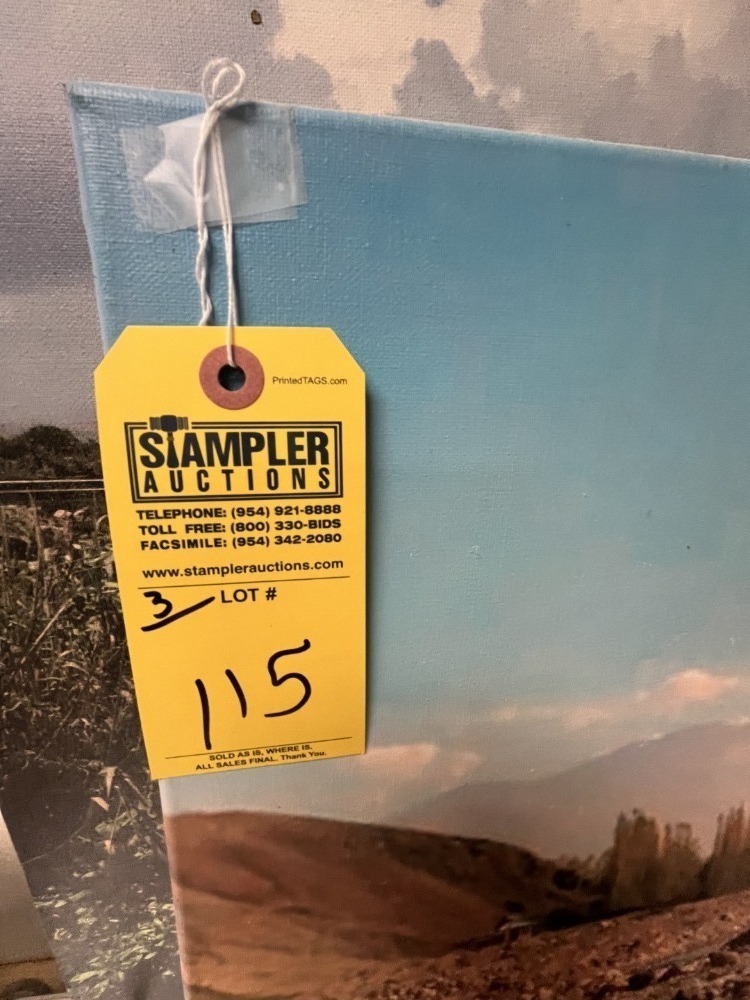 PrintedTAGS.com
STAMPLER
AUCTIONS
TELEPHONE: (954) 921-8888
TOLL FREE: (800) 330-BIDS
FACSIMILE: (954) 342-2080
www.stamplerauctions.com
3 LOT #
115
SOLD AS IS, WHERE IS.
ALL SALES FINAL. Thank You.